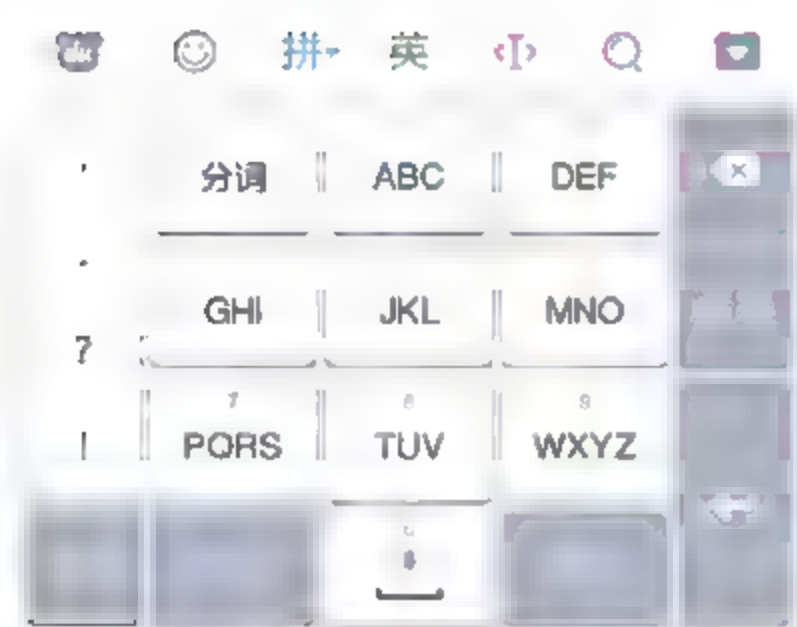 拼 英
分词 ABC DEF
GHI JKL MNO
?
7 8 9
PQRS TUV WXYZ